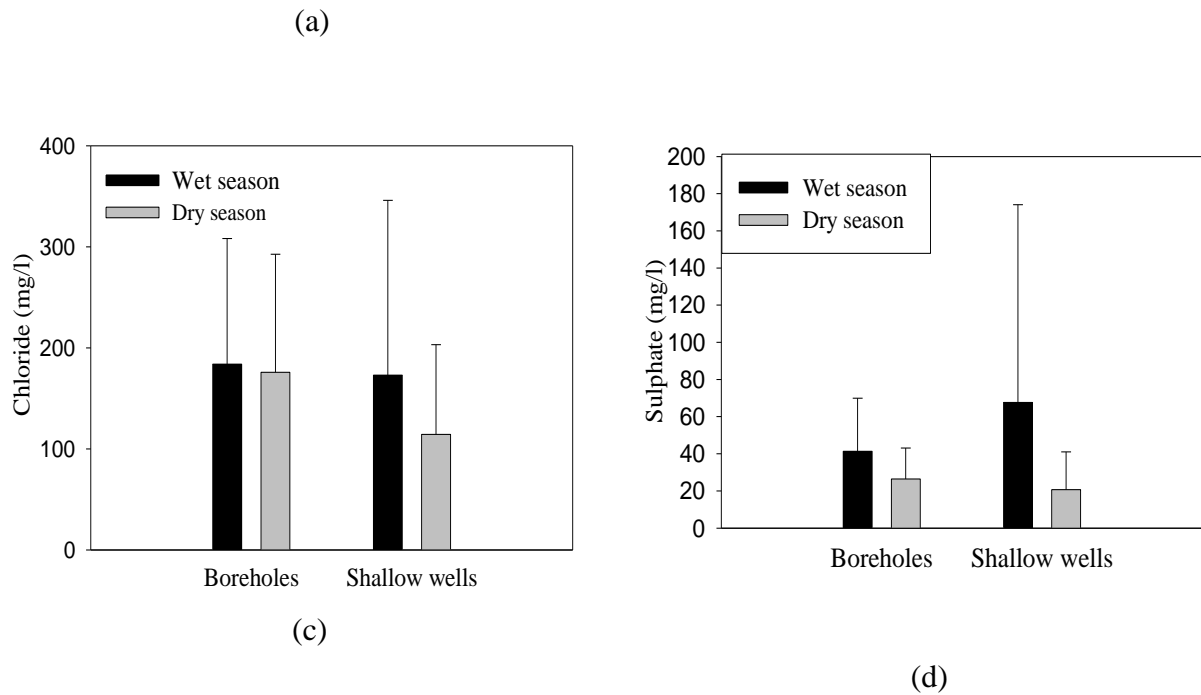 (a)
Chloride (mg/l)
400
300
200
100
0
Wet season
Dry season
Boreholes
Shallow wells
(c)
Sulphate (mg/l)
200
180
160
140
120
100
80
60
40
20
0
Wet season
Dry season
Boreholes
Shallow wells
(d)